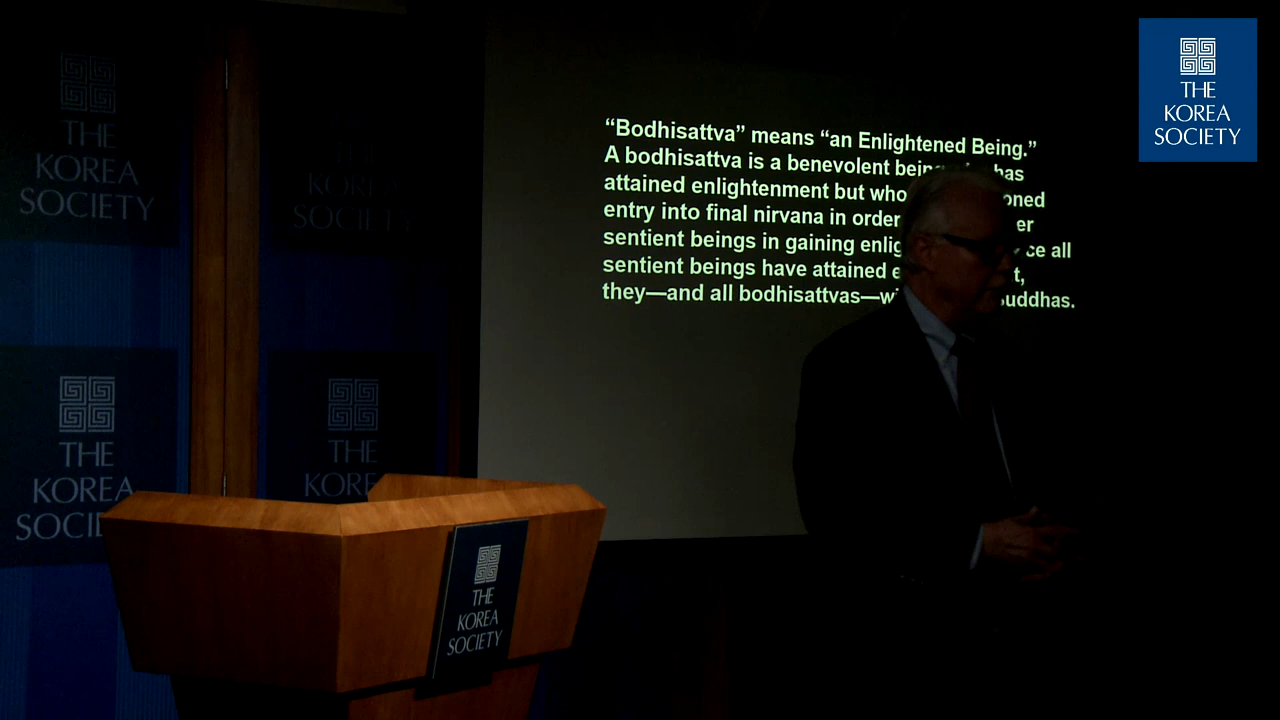 THE
KOREA
SOCIETY
THE
KOREA
SOCIETY
KOREA
SOCIETY
“Bodhisattva” means “an Enlightened Being.”
A bodhisattva is a benevolent being has
attained enlightenment but who
entry into final nirvana in order
sentient beings in gaining all
sentient beings have attained
they—and all bodhisattvas—
THE
KOREA
THE
THE
KOREA
SOCIETY